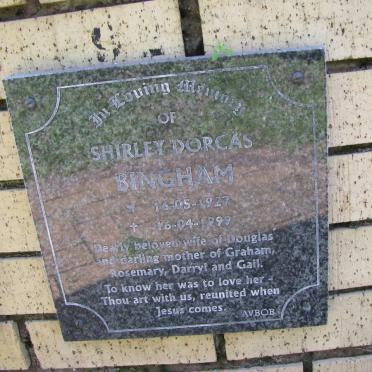 In Loving Memory
OF
SHIRLEY DORCAS
BINGHAM
16-05-1927
✝ 16-04-1999
Dearly beloved wife of Douglas
and darling mother of Graham,
Rosemary, Darryl and Gail.
To know her was to love her
Thou art with us, reunited when
Jesus comes.
AVBOB